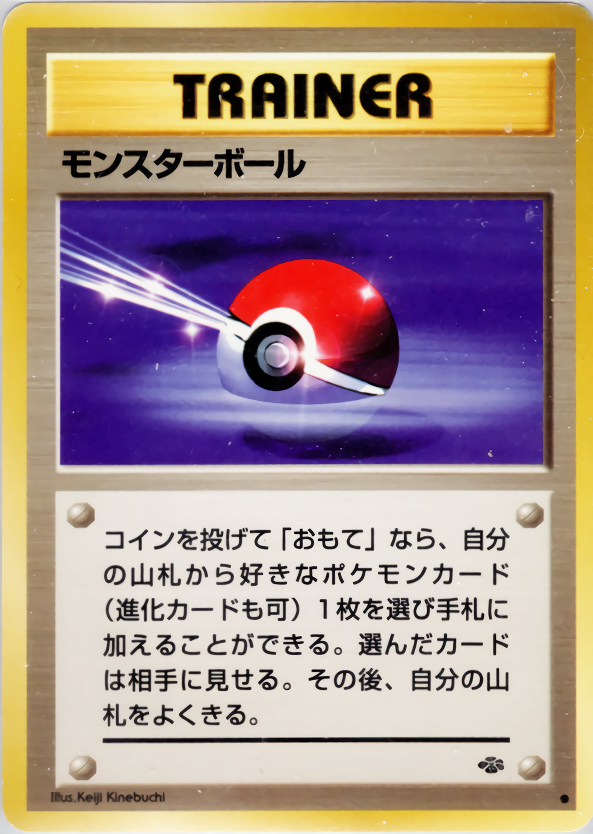 TRAINER
モンスターボール
コインを投げて「おもて」なら、自分
の山札から好きなポケモンカード
（進化カードも可）1枚を選び手札に
加えることができる。選んだカード
は相手に見せる。その後、自分の山
札をよくきる。
Illus.Keiji Kinebuchi